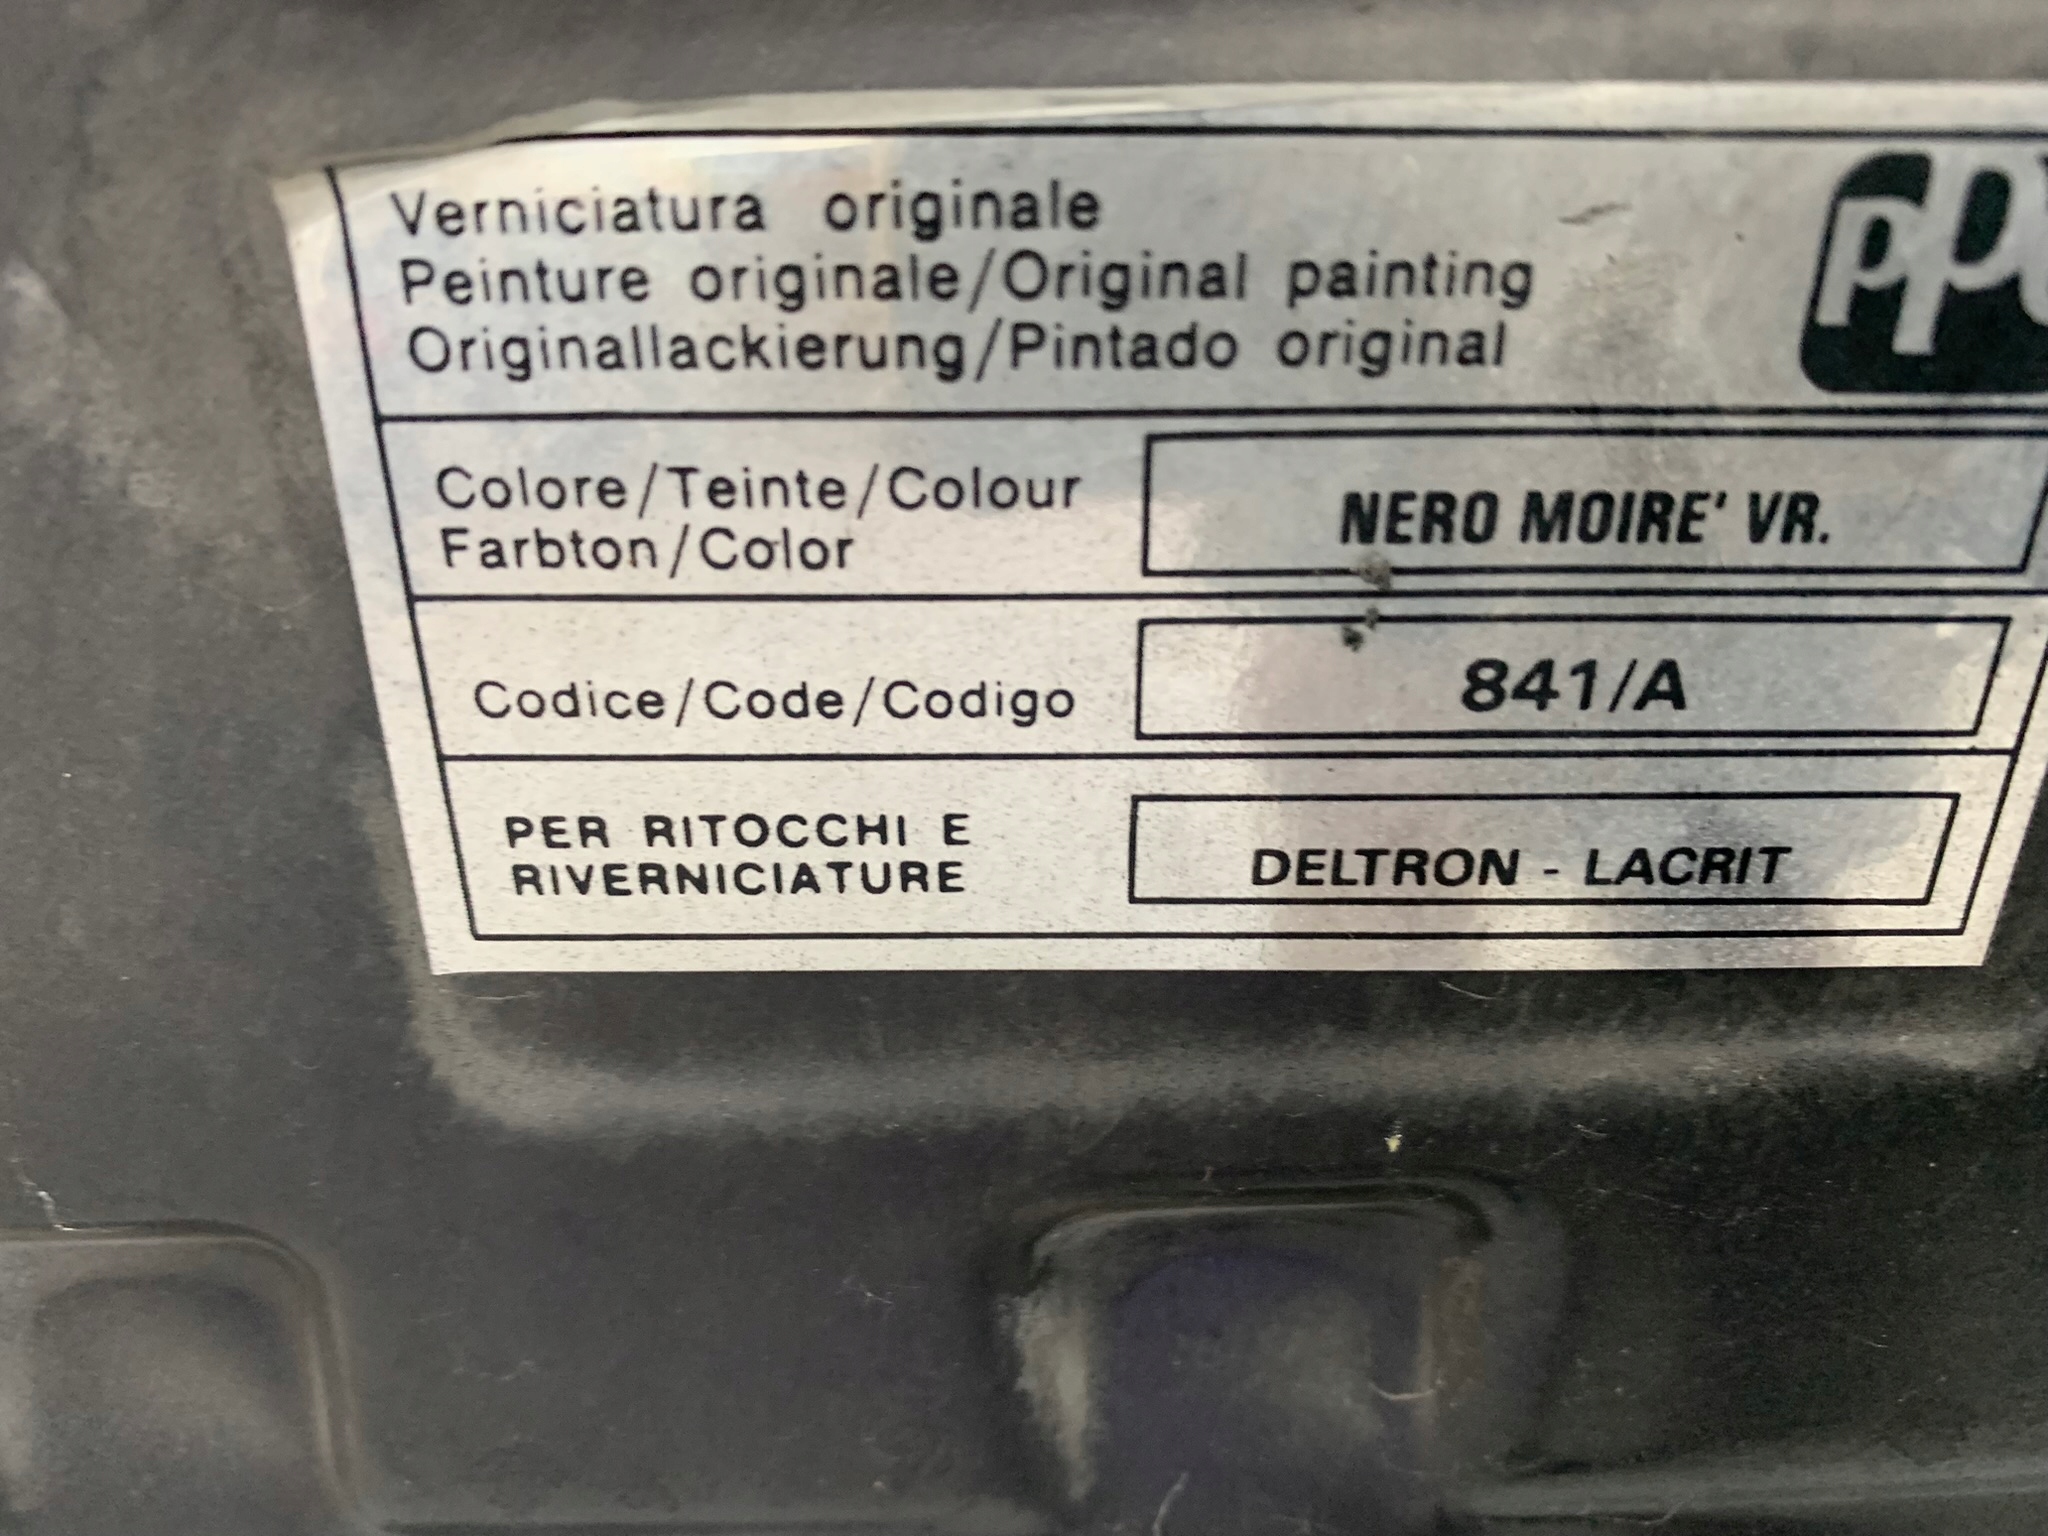 Verniciatura originale
Peinture originale/Original painting
Originallackierung/Pintado original
Colore/Teinte/Colour
Farbton/Color
NERO MOIRE' VR.
Codice/Code/Codigo
841/A
PER RITOCCHI E
RIVERNICIATURE
DELTRON - LACRIT